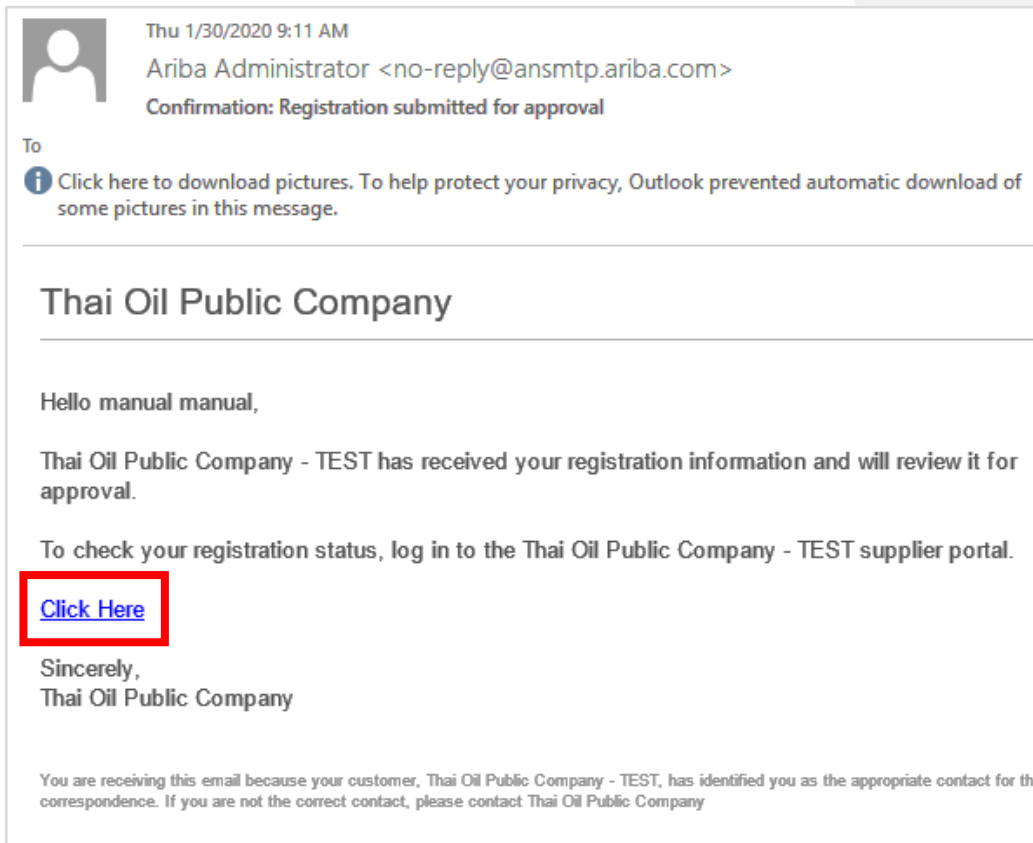 Thu 1/30/2020 9:11 AM
Ariba Administrator <no-reply@ansmtp.ariba.com>
Confirmation: Registration submitted for approval
To
Click here to download pictures. To help protect your privacy, Outlook prevented automatic download of
some pictures in this message.
Thai Oil Public Company
Hello manual manual,
Thai Oil Public Company - TEST has received your registration information and will review it for
approval.
To check your registration status, log in to the Thai Oil Public Company - TEST supplier portal.
Click Here
Sincerely,
Thai Oil Public Company
You are receiving this email because your customer, Thai Oil Public Company - TEST, has identified you as the appropriate contact for
correspondence. If you are not the correct contact, please contact Thai Oil Public Company